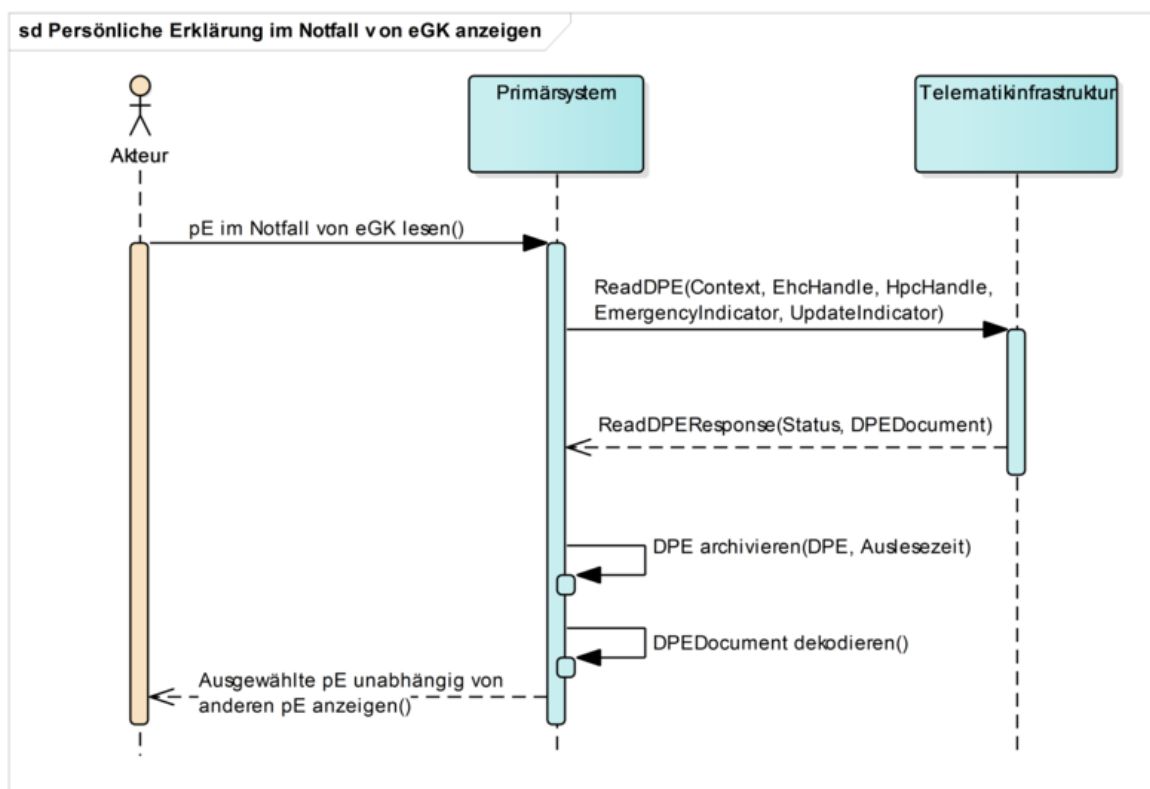 sd Persönliche Erklärung im Notfall von eGK anzeigen
Primärsystem
Telematikinfrastruktur
Akteur
pE im Notfall von eGK lesen()
ReadDPE(Context, EhcHandle, HpcHandle,
EmergencyIndicator, UpdateIndicator)
ReadDPEResponse(Status, DPEDocument)
DPE archivieren(DPE, Auslesezeit)
DPEDocument dekodieren()
Ausgewählte pE unabhängig von
anderen pE anzeigen()